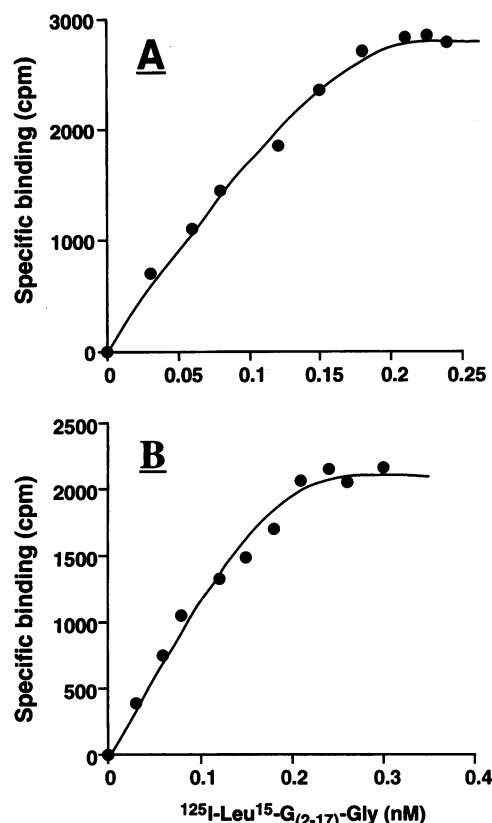 A
Specific binding (cpm)
3000
2000
1000
0
0 0.05 0.1 0.15 0.2 0.25
B
Specific binding (cpm)
2500
2000
1500
1000
500
0
0 0.1 0.2 0.3 0.4
¹²⁵I-Leu¹⁵-G₍₂₋₁₇₎-Gly (nM)